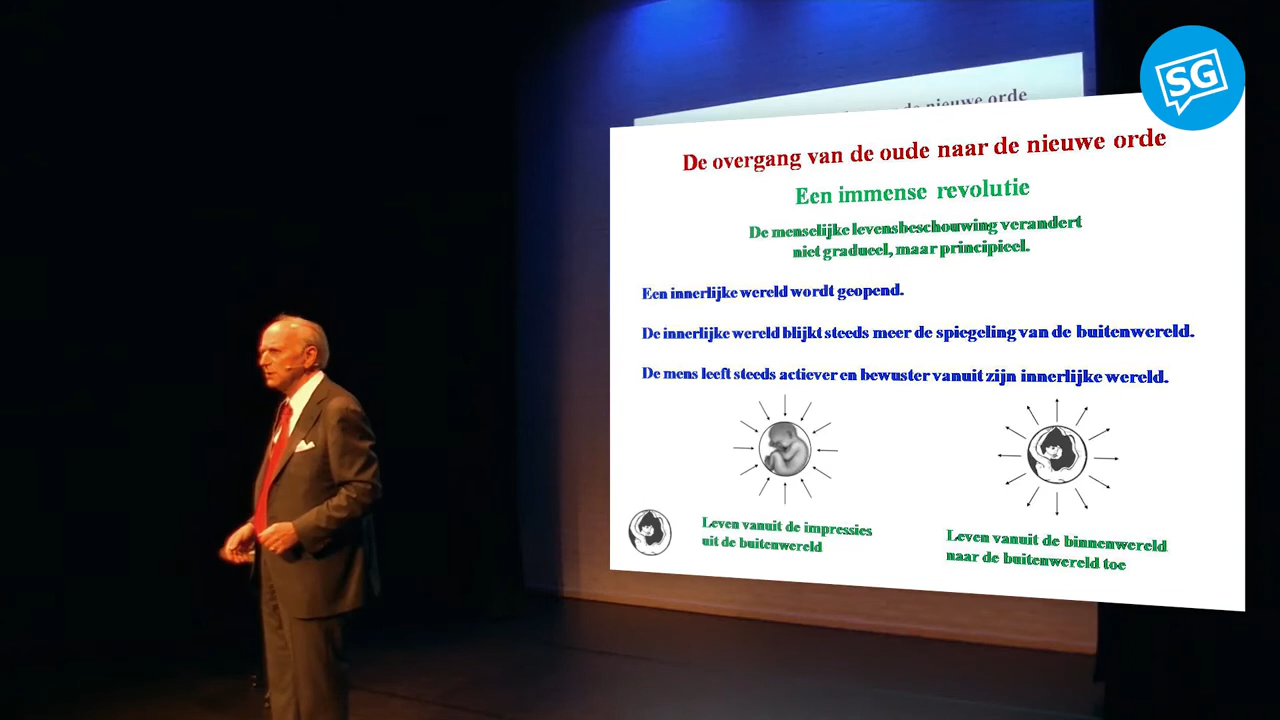 SG
de nieuwe orde
De overgang van de oude naar de nieuwe orde
Een immense revolutie
De menselijke levensbeschouwing verandert
niet gradueel, maar principieel.
Een innerlijke wereld wordt geopend.
De innerlijke wereld blijkt steeds meer de spiegeling van de buitenwereld.
De mens leeft steeds actiever en bewuster vanuit zijn innerlijke wereld.
Leven vanuit de impressies
uit de buitenwereld
Leven vanuit de binnenwereld
naar de buitenwereld toe